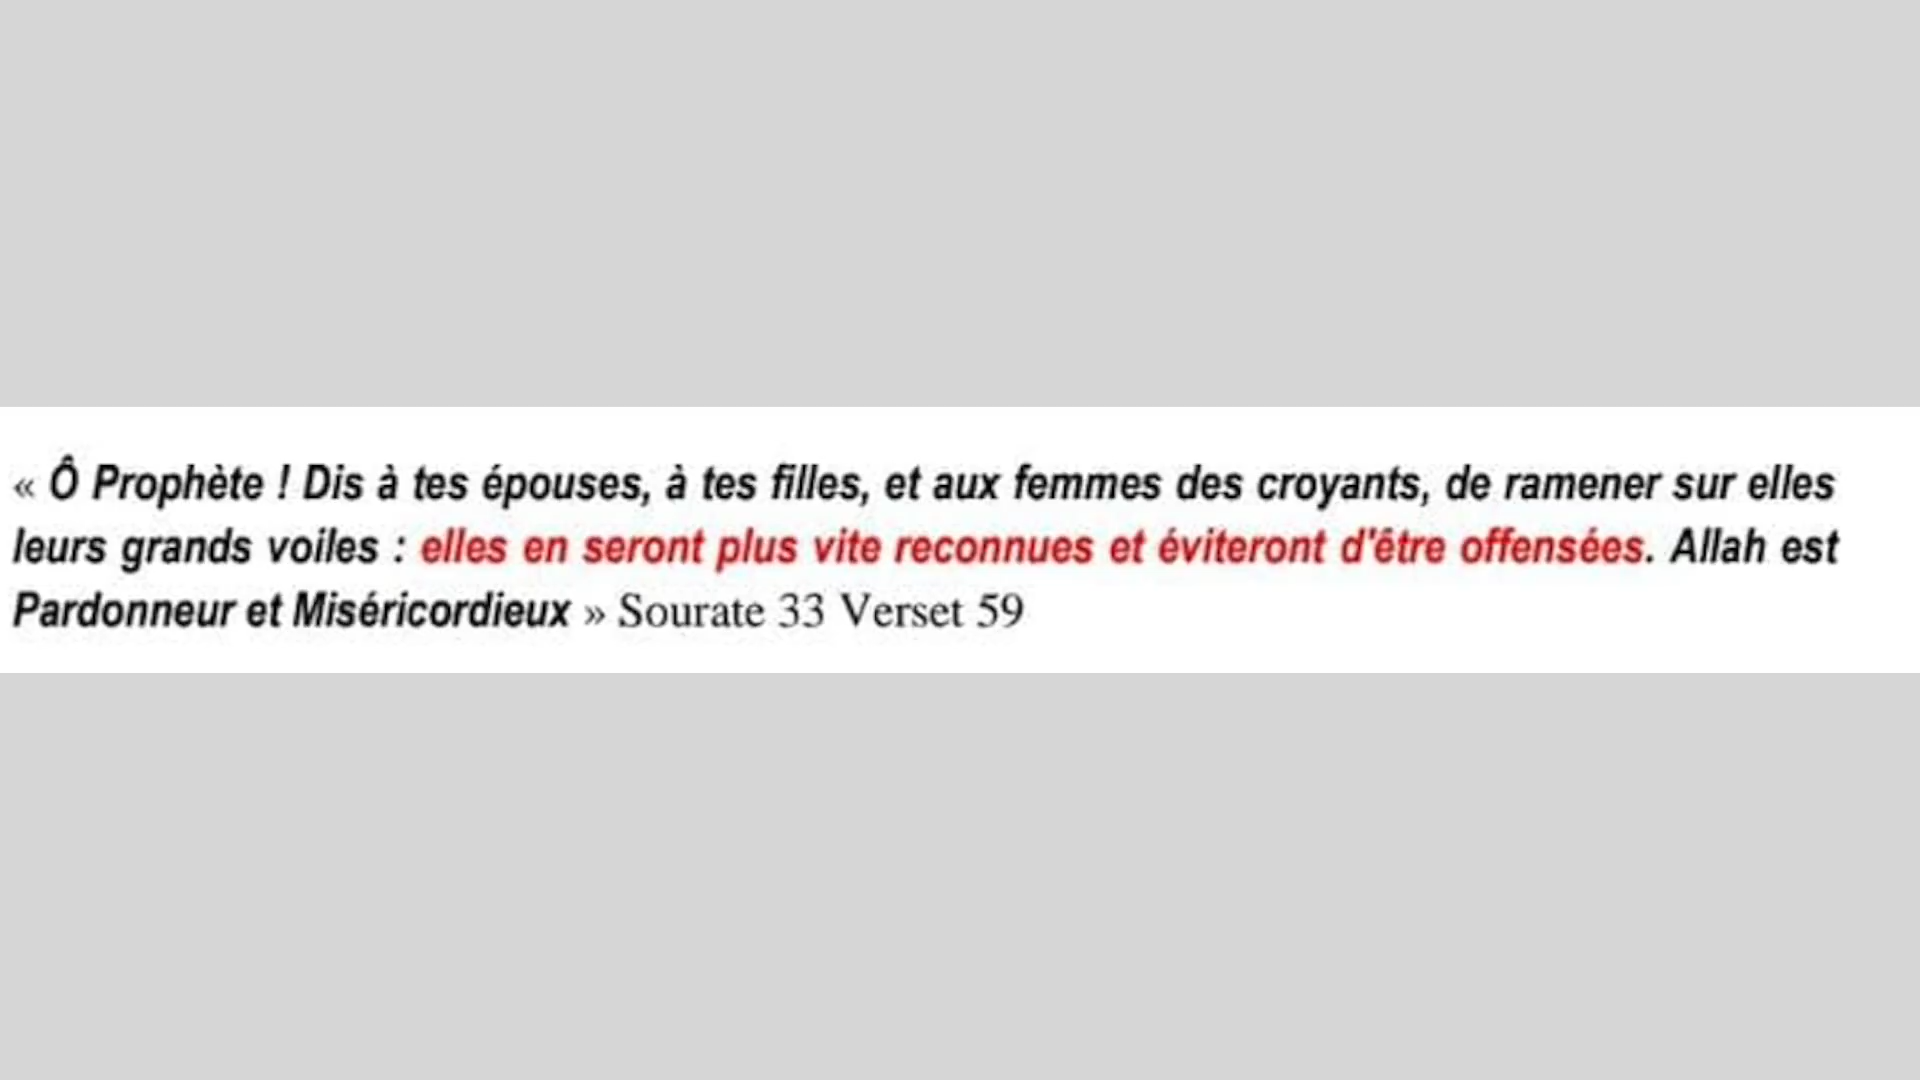 « Ô Prophète ! Dis à tes épouses, à tes filles, et aux femmes des croyants, de ramener sur elles
leurs grands voiles : elles en seront plus vite reconnues et éviteront d'être offensées. Allah est
Pardonneur et Miséricordieux » Sourate 33 Verset 59